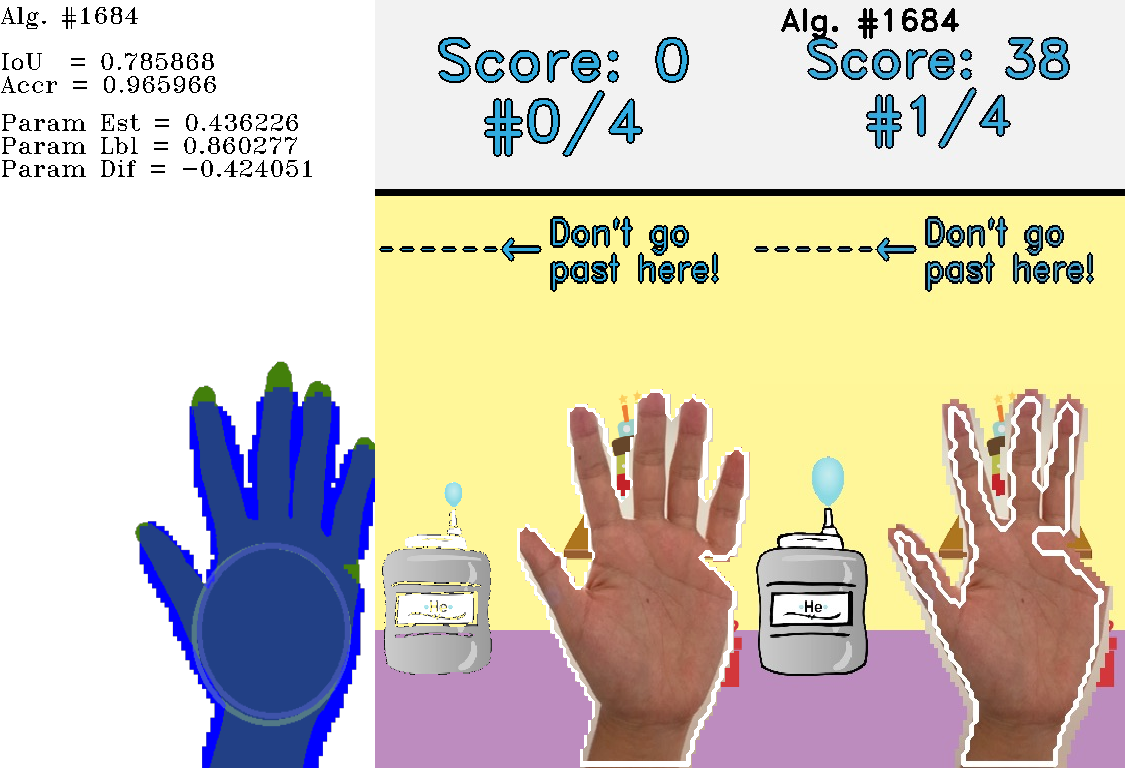 Alg. #1684
IoU = 0.785868
Accr = 0.965966
Param Est = 0.436226
Param Lbl = 0.860277
Param Dif = −0.424051
Score: 0
#0/4
Don't go
past here!
He
Alg. #1684
Score: 38
#1/4
Don't go
past here!
He